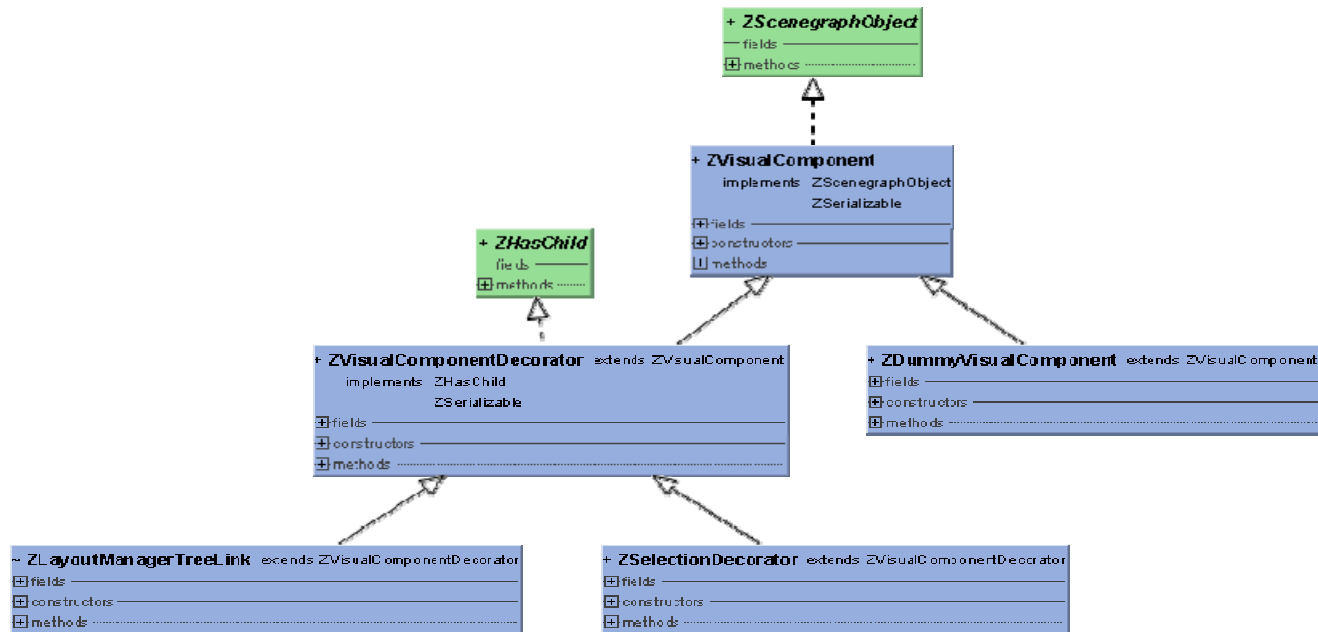 + ZScenegraphObject
fields
methods
+ ZVisualComponent
implements ZScenegraphObject
ZSerializable
fields
constructors
methods
+ ZHasChild
fields
methods
+ ZVisualComponentDecorator extends ZVisualComponent
implements ZHasChild
ZSerializable
fields
constructors
methods
+ ZDummyVisualComponent extends ZVisualComponent
fields
constructors
methods
~ ZLayoutManagerTreeLink extends ZVisualComponentDecorator
fields
constructors
methods
+ ZSelectionDecorator extends ZVisualComponentDecorator
fields
constructors
methods